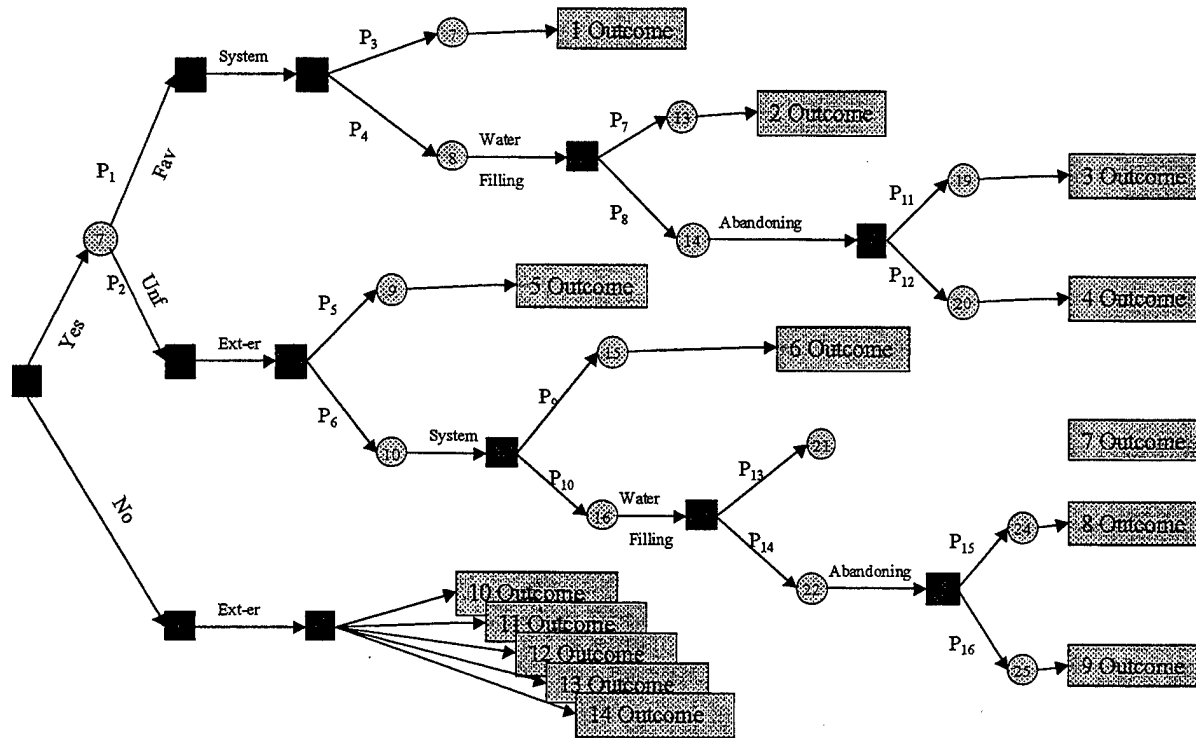 7
1 Outcome
P3
System
P4
8
Water
Filling
P7
13
2 Outcome
P8
14
Abandoning
P11
19
3 Outcome
P12
20
4 Outcome
P1
Fav
7
P2
Unf
Yes
Ext-er
P5
9
5 Outcome
P6
10
System
P9
15
6 Outcome
P10
16
Water
Filling
P13
21
7 Outcome
P14
22
Abandoning
P15
24
8 Outcome
P16
25
9 Outcome
No
Ext-er
10 Outcome
11 Outcome
12 Outcome
13 Outcome
14 Outcome